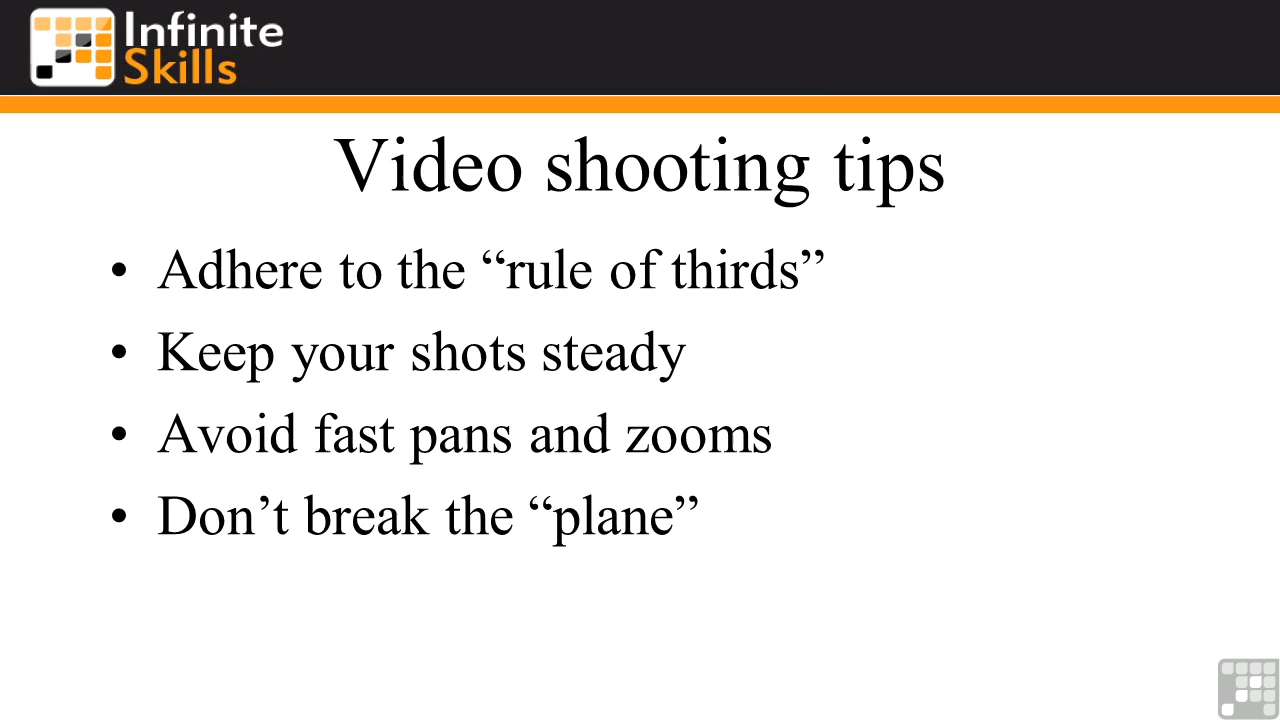 Infinite
Skills
Video shooting tips
• Adhere to the “rule of thirds”
• Keep your shots steady
• Avoid fast pans and zooms
• Don’t break the “plane”